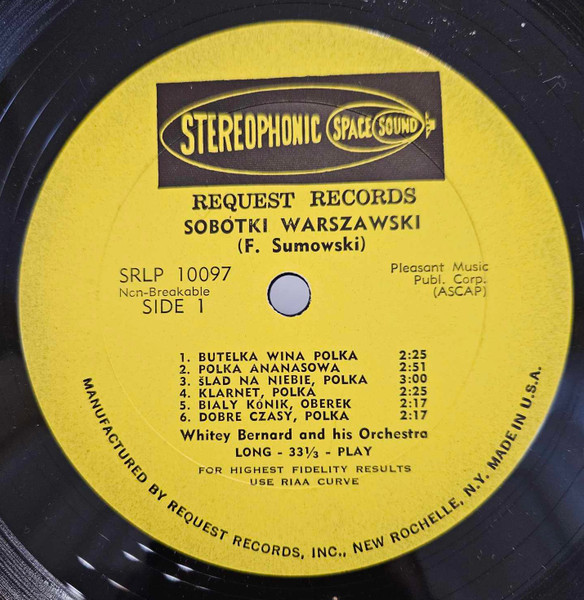 STEREOPHONIC SPACE SOUND
REQUEST RECORDS
SOBÓTKI WARSZAWSKI
(F. Sumowski)
SRLP 10097
Non-Breakable
SIDE 1
Pleasant Music
Publ. Corp.
(ASCAP)
1. BUTELKA WINA POLKA 2:25
2. POLKA ANANASOWA 2:51
3. ŚLAD NA NIEBIE, POLKA 3:00
4. KLARNET, POLKA 2:25
5. BIALY KóNIK, OBEREK 2:17
6. DOBRE CZASY, POLKA 2:17
Whitey Bernard and his Orchestra
LONG - 33⅓ - PLAY
FOR HIGHEST FIDELITY RESULTS
USE RIAA CURVE
MANUFACTURED BY REQUEST RECORDS, INC., NEW ROCHELLE, N.Y. MADE IN U.S.A.